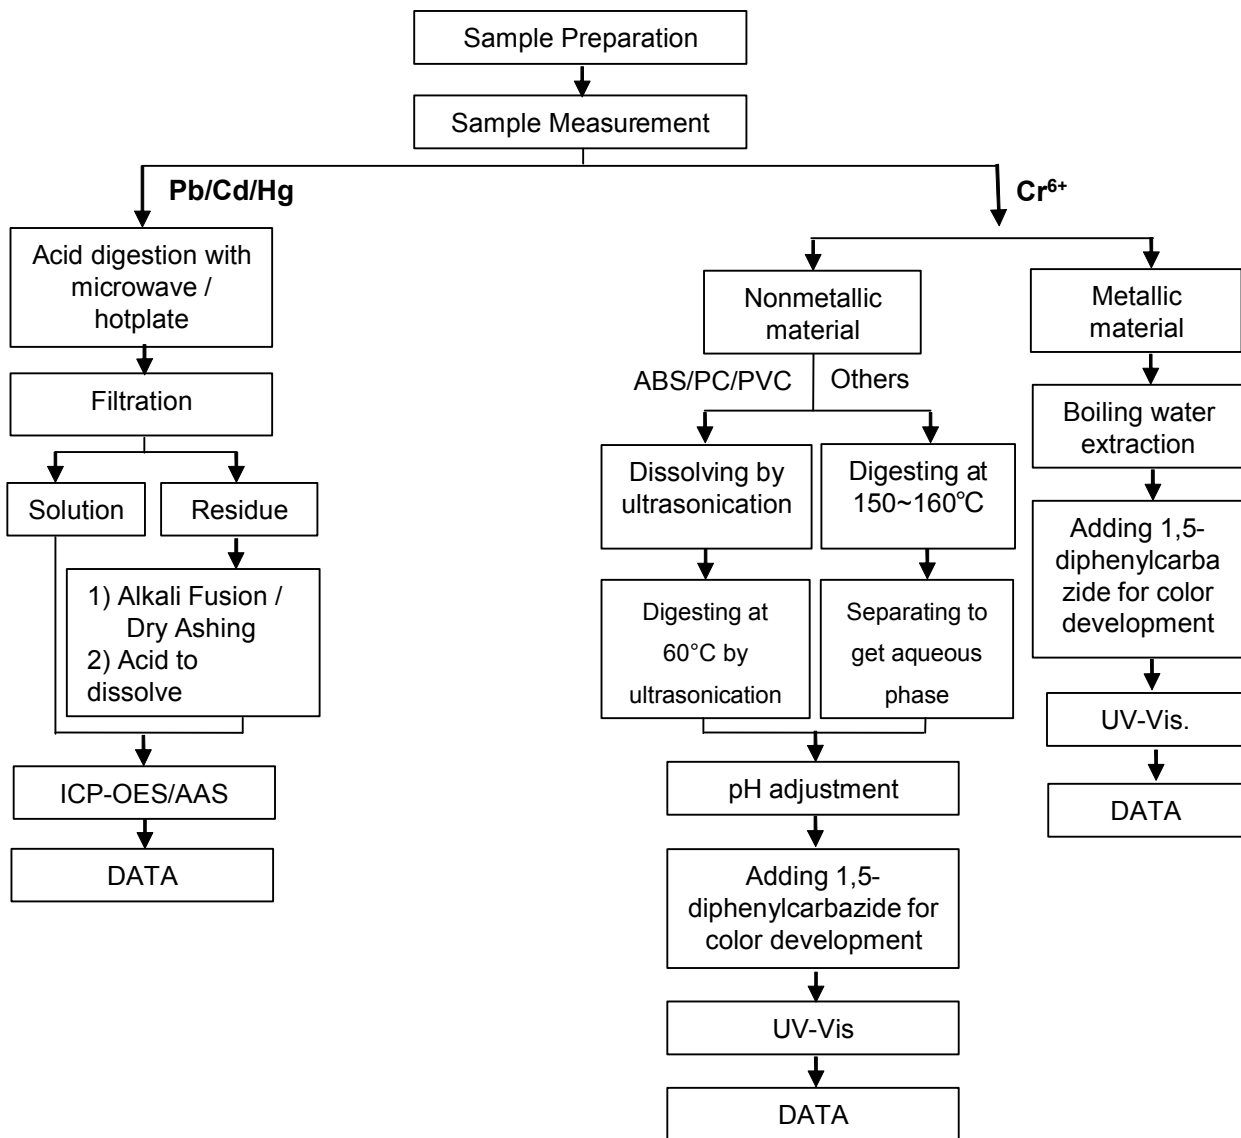 Sample Preparation
Sample Measurement
Pb/Cd/Hg
Acid digestion with
microwave /
hotplate
Filtration
Solution
Residue
1) Alkali Fusion /
Dry Ashing
2) Acid to
dissolve
ICP-OES/AAS
DATA
Cr⁶⁺
Nonmetallic
material
ABS/PC/PVC
Others
Dissolving by
ultrasonication
Digesting at
150~160℃
Digesting at
60°C by
ultrasonication
Separating to
get aqueous
phase
pH adjustment
Adding 1,5-
diphenylcarbazide for
color development
UV-Vis
DATA
Metallic
material
Boiling water
extraction
Adding 1,5-
diphenylcarba
zide for color
development
UV-Vis.
DATA